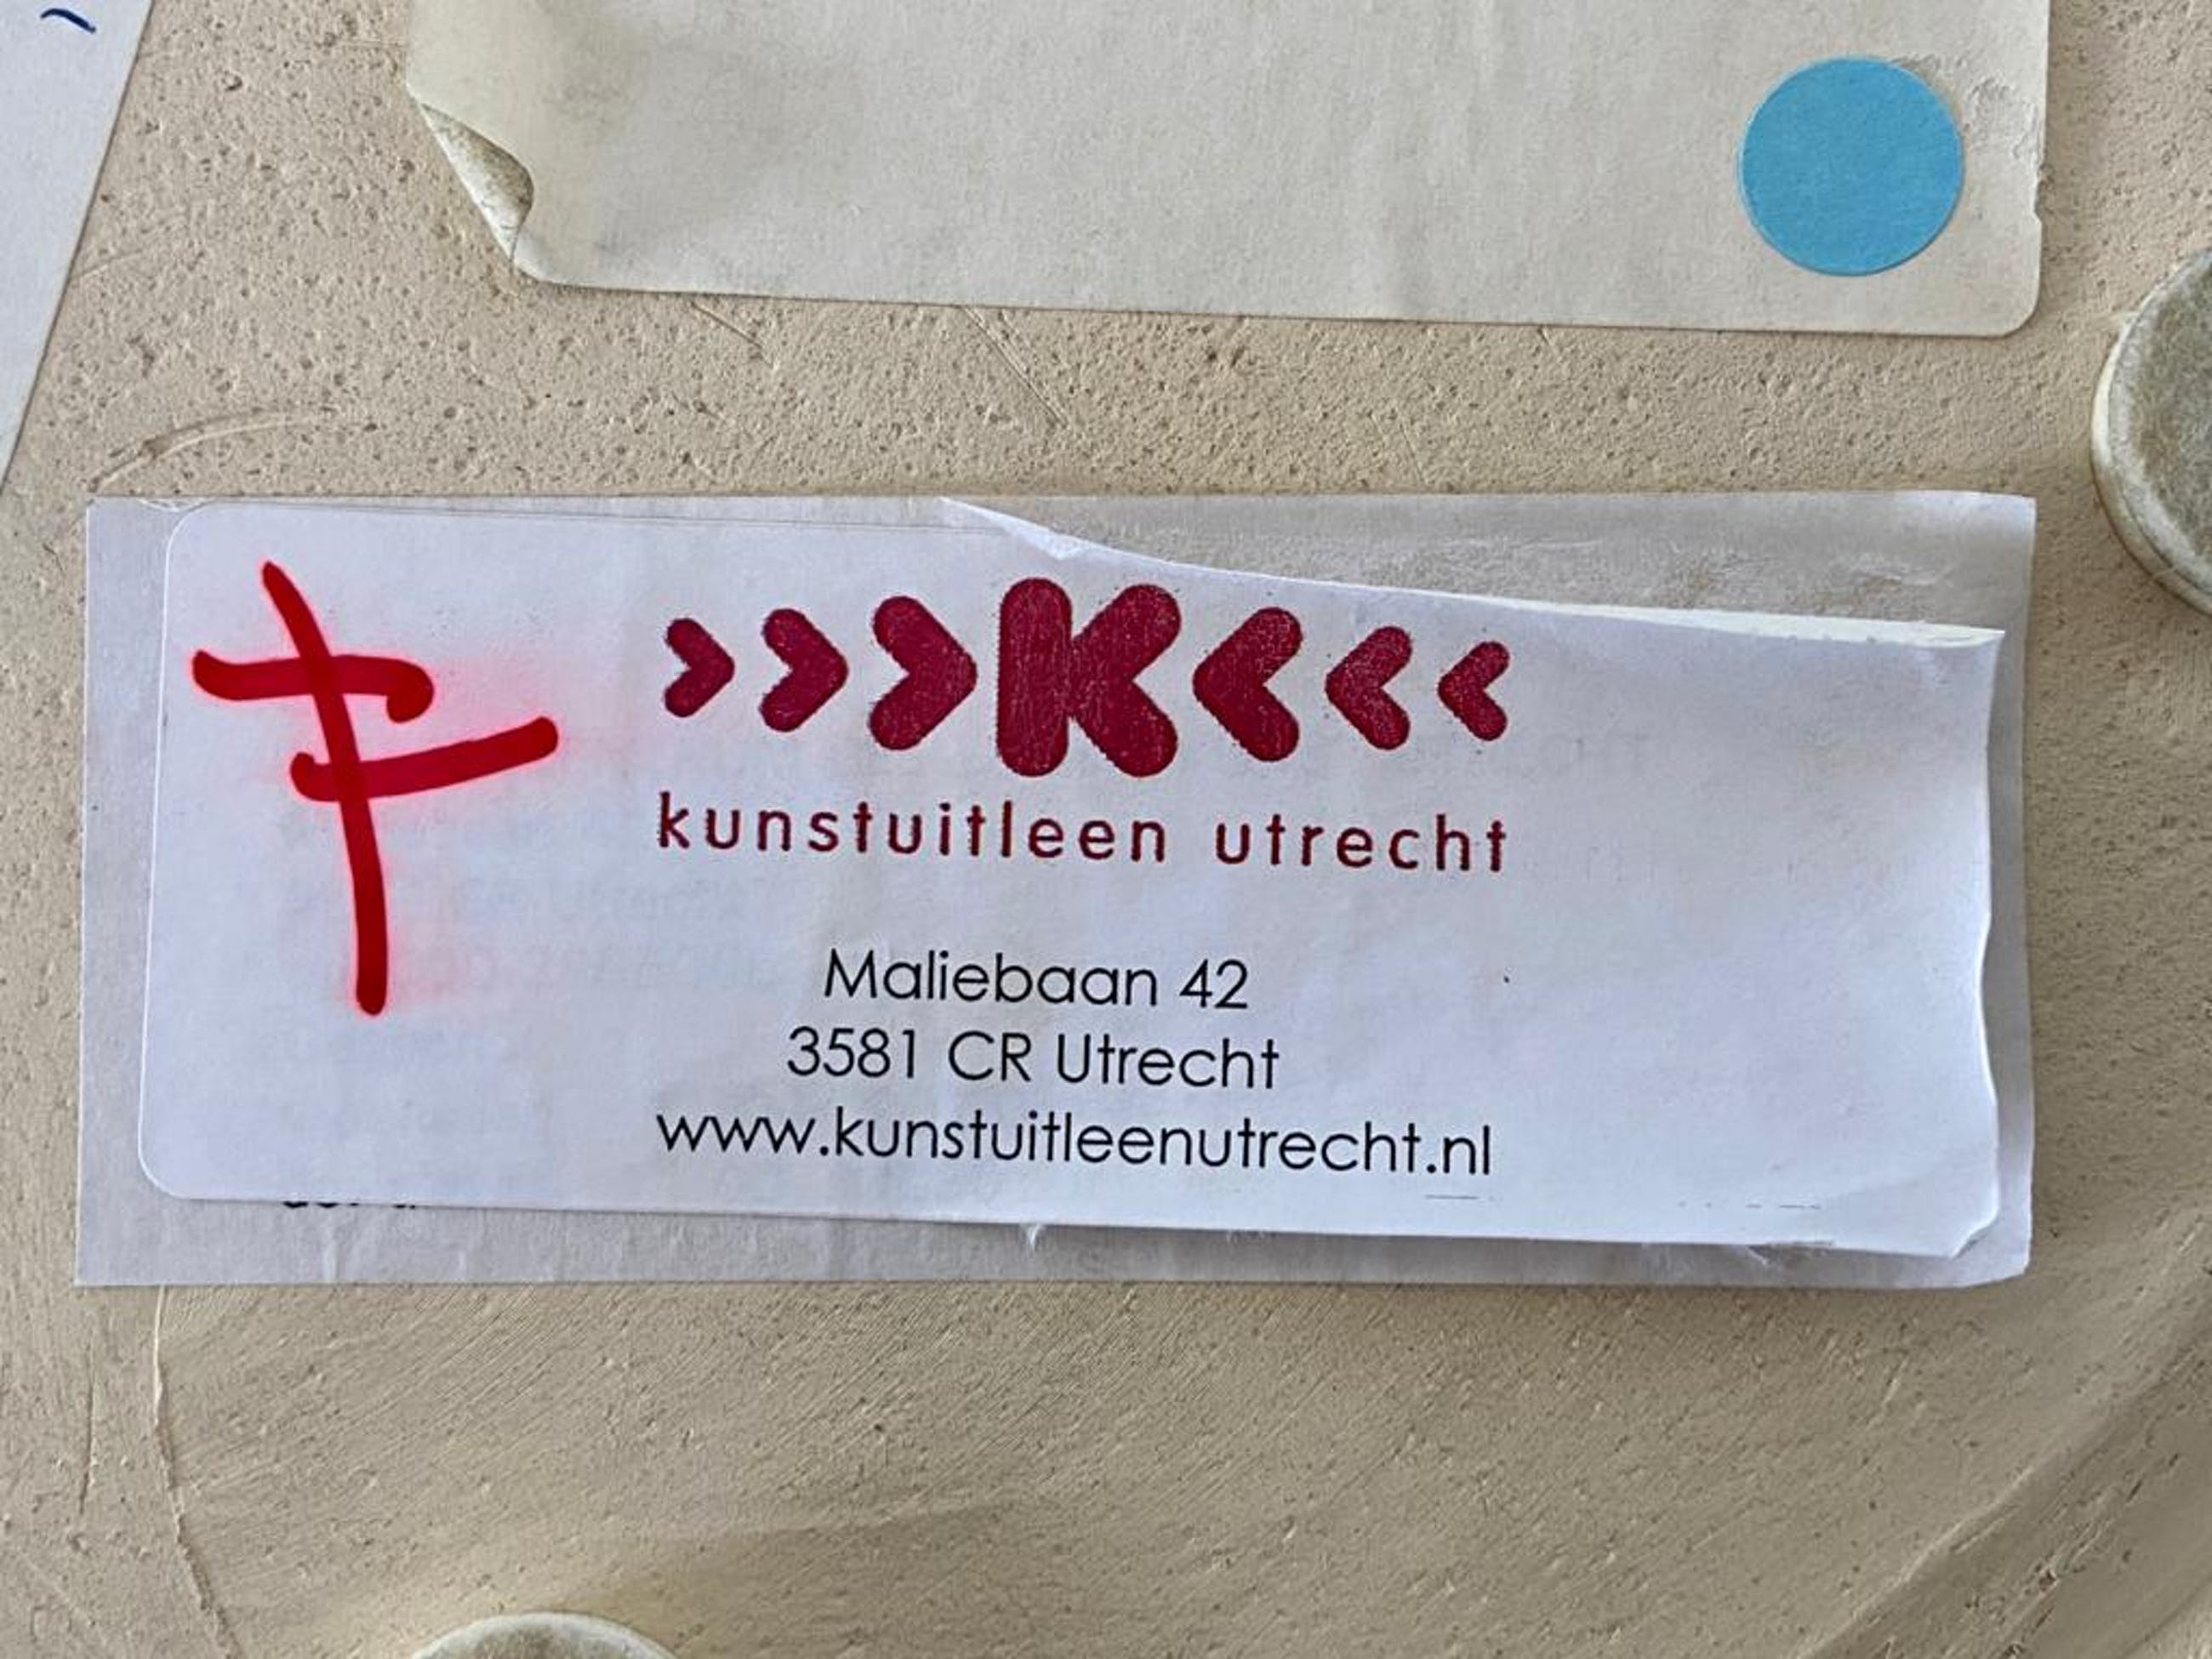 >>>K<<<
kunstuitleen utrecht
Maliebaan 42
3581 CR Utrecht
www.kunstuitleenutrecht.nl